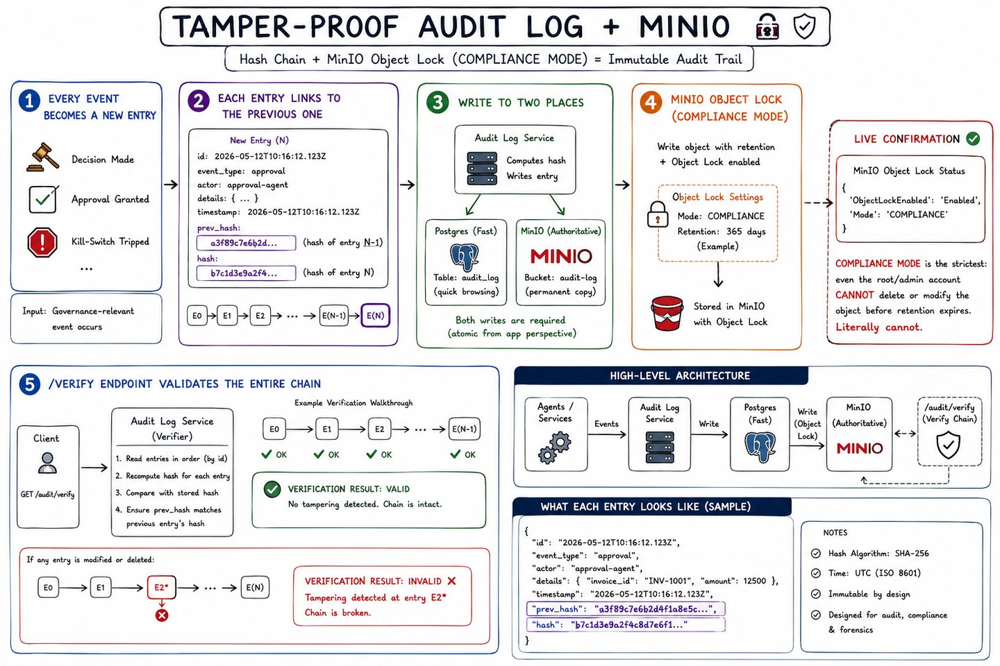 TAMPER-PROOF AUDIT LOG + MINIO
Hash Chain + MinIO Object Lock (COMPLIANCE MODE) = Immutable Audit Trail
1 EVERY EVENT
BECOMES A NEW ENTRY
Decision Made
Approval Granted
Kill-Switch Tripped
...
Input: Governance-relevant
event occurs
2 EACH ENTRY LINKS TO
THE PREVIOUS ONE
New Entry (N)
id: 2026-05-12T10:16:12.123Z
event_type: approval
actor: approval-agent
details: { ... }
timestamp: 2026-05-12T10:16:12.123Z
prev_hash:
a3f89c7e6b2d... (hash of entry N-1)
hash:
b7c1d3e9a2f4... (hash of entry N)
E0 E1 E2 ... E(N-1) E(N)
3 WRITE TO TWO PLACES
Audit Log Service
Computes hash
Writes entry
Postgres (Fast)
Table: audit_log
(quick browsing)
MinIO (Authoritative)
MINIO
Bucket: audit-log
(permanent copy)
Both writes are required
(atomic from app perspective)
4 MINIO OBJECT LOCK
(COMPLIANCE MODE)
Write object with retention
+ Object Lock enabled
Object Lock Settings
Mode: COMPLIANCE
Retention: 365 days
(Example)
Stored in MinIO
with Object Lock
LIVE CONFIRMATION
MinIO Object Lock Status
{
'ObjectLockEnabled': 'Enabled',
'Mode': 'COMPLIANCE'
}
COMPLIANCE MODE is the strictest:
even the root/admin account
CANNOT delete or modify the
object before retention expires.
Literally cannot.
5 /VERIFY ENDPOINT VALIDATES THE ENTIRE CHAIN
Client
GET /audit/verify
Audit Log Service
(Verifier)
1. Read entries in order (by id)
2. Recompute hash for each entry
3. Compare with stored hash
4. Ensure prev_hash matches
previous entry's hash
Example Verification Walkthrough
E0 E1 E2 ... E(N-1)
OK OK OK OK
VERIFICATION RESULT: VALID
No tampering detected. Chain is intact.
If any entry is modified or deleted:
E0 E1 E2* ... E(N)
VERIFICATION RESULT: INVALID
Tampering detected at entry E2*
Chain is broken.
HIGH-LEVEL ARCHITECTURE
Agents /
Services
Events
Audit Log
Service
Write
Postgres
(Fast)
Write
(Object
Lock)
MinIO
(Authoritative)
MINIO
/audit/verify
(Verify Chain)
WHAT EACH ENTRY LOOKS LIKE (SAMPLE)
{
"id": "2026-05-12T10:16:12.123Z",
"event_type": "approval",
"actor": "approval-agent",
"details": { "invoice_id": "INV-1001", "amount": 12500 },
"timestamp": "2026-05-12T10:16:12.123Z",
"prev_hash": "a3f89c7e6b2d4f1a8e5c...",
"hash": "b7c1d3e9a2f4c8d7e6f1..."
}
NOTES
Hash Algorithm: SHA-256
Time: UTC (ISO 8601)
Immutable by design
Designed for audit, compliance
& forensics